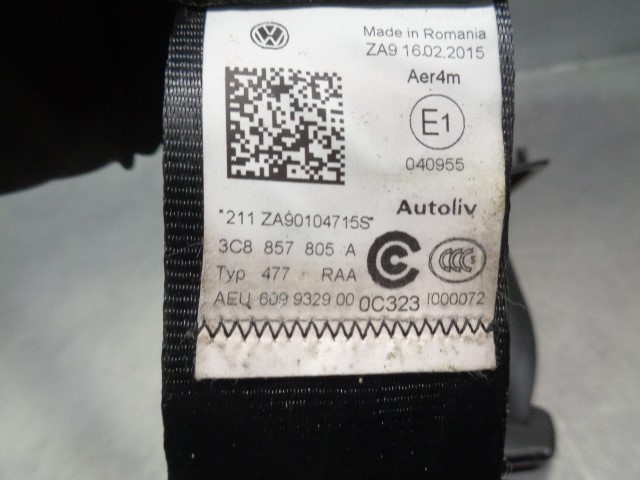 Made in Romania
ZA9 16.02.2015
Aer4m
E1
040955
*211 ZA90104715S*
Autoliv
3C8 857 805 A
Typ 477 RAA
AEU 609 9329 00 0C323 I000072